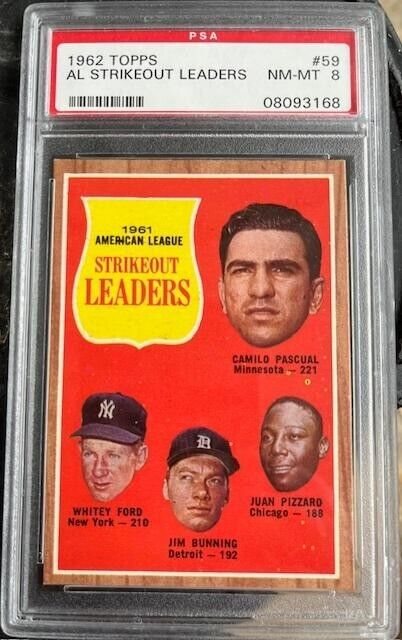 PSA
1962 TOPPS #59
AL STRIKEOUT LEADERS NM-MT 8
08093168
1961
AMERICAN LEAGUE
STRIKEOUT
LEADERS
CAMILO PASCUAL
Minnesota — 221
NY
WHITEY FORD
New York — 210
D
JIM BUNNING
Detroit — 192
JUAN PIZZARO
Chicago — 188